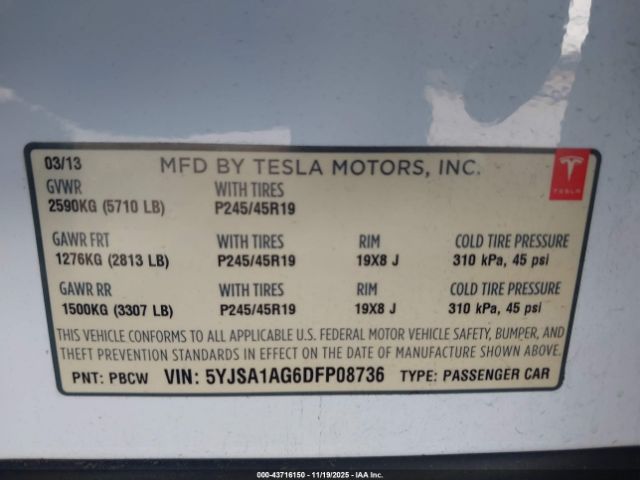 03/13 MFD BY TESLA MOTORS, INC.
TESLA
GVWR WITH TIRES
2590KG (5710 LB) P245/45R19
GAWR FRT WITH TIRES RIM COLD TIRE PRESSURE
1276KG (2813 LB) P245/45R19 19X8 J 310 kPa, 45 psi
GAWR RR WITH TIRES RIM COLD TIRE PRESSURE
1500KG (3307 LB) P245/45R19 19X8 J 310 kPa, 45 psi
THIS VEHICLE CONFORMS TO ALL APPLICABLE U.S. FEDERAL MOTOR VEHICLE SAFETY, BUMPER, AND
THEFT PREVENTION STANDARDS IN EFFECT ON THE DATE OF MANUFACTURE SHOWN ABOVE.
PNT: PBCW VIN: 5YJSA1AG6DFP08736 TYPE: PASSENGER CAR
000-43716150 - 11/19/2025 - IAA Inc.